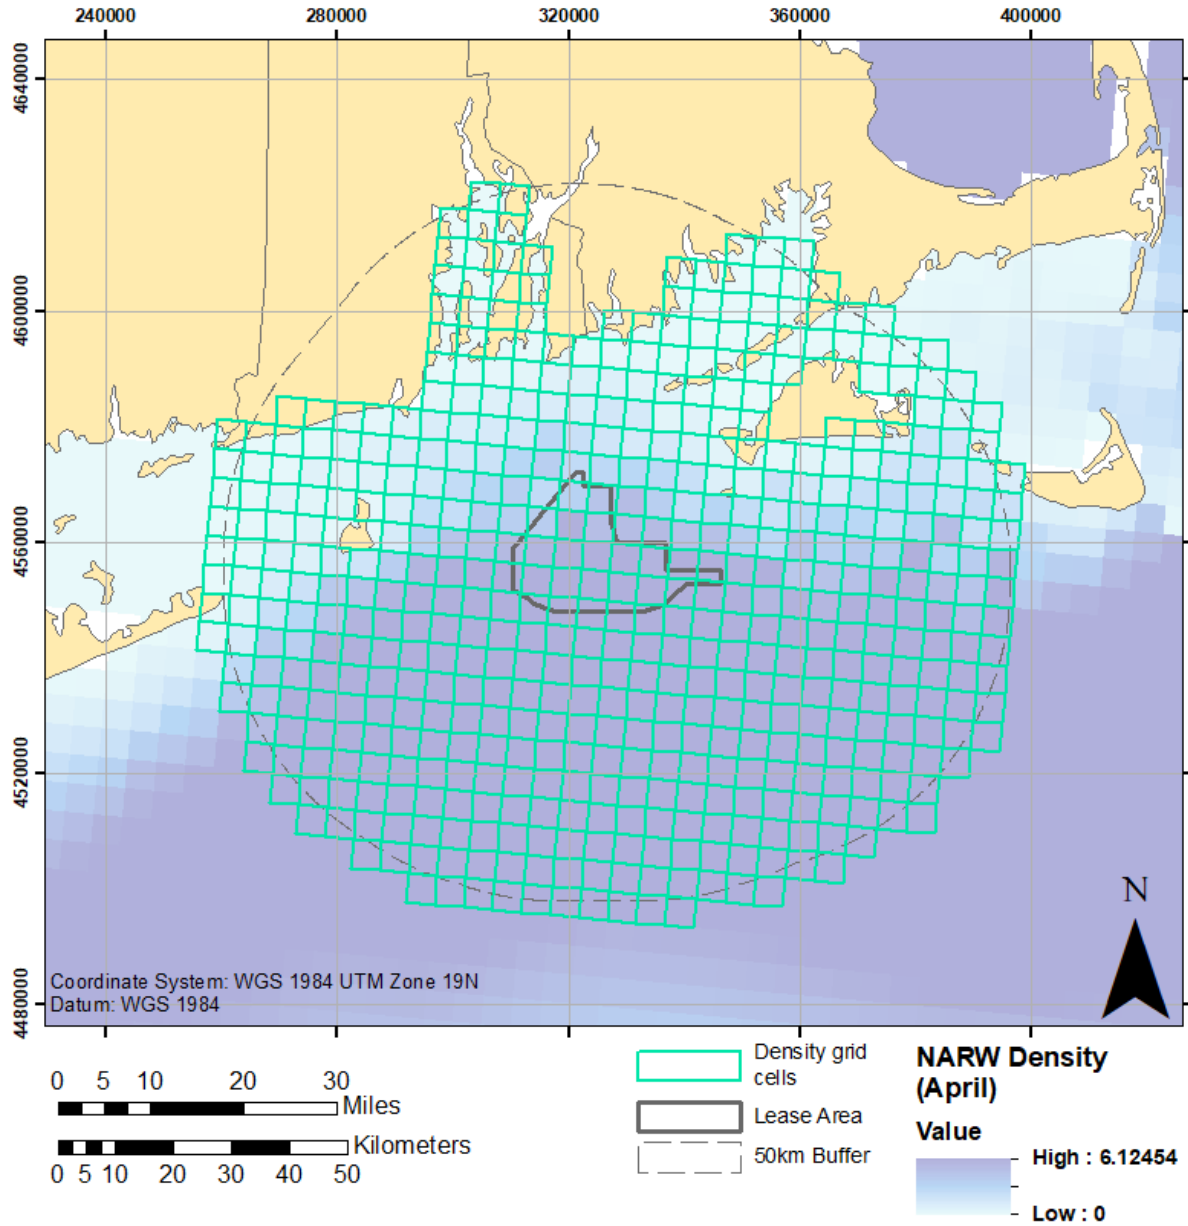 240000 280000 320000 360000 400000
4640000
4600000
4560000
4520000
4480000
N
Coordinate System: WGS 1984 UTM Zone 19N
Datum: WGS 1984
0 5 10 20 30
Miles
Kilometers
0 5 10 20 30 40 50
Density grid
cells
Lease Area
50km Buffer
NARW Density
(April)
Value
High : 6.12454
Low : 0